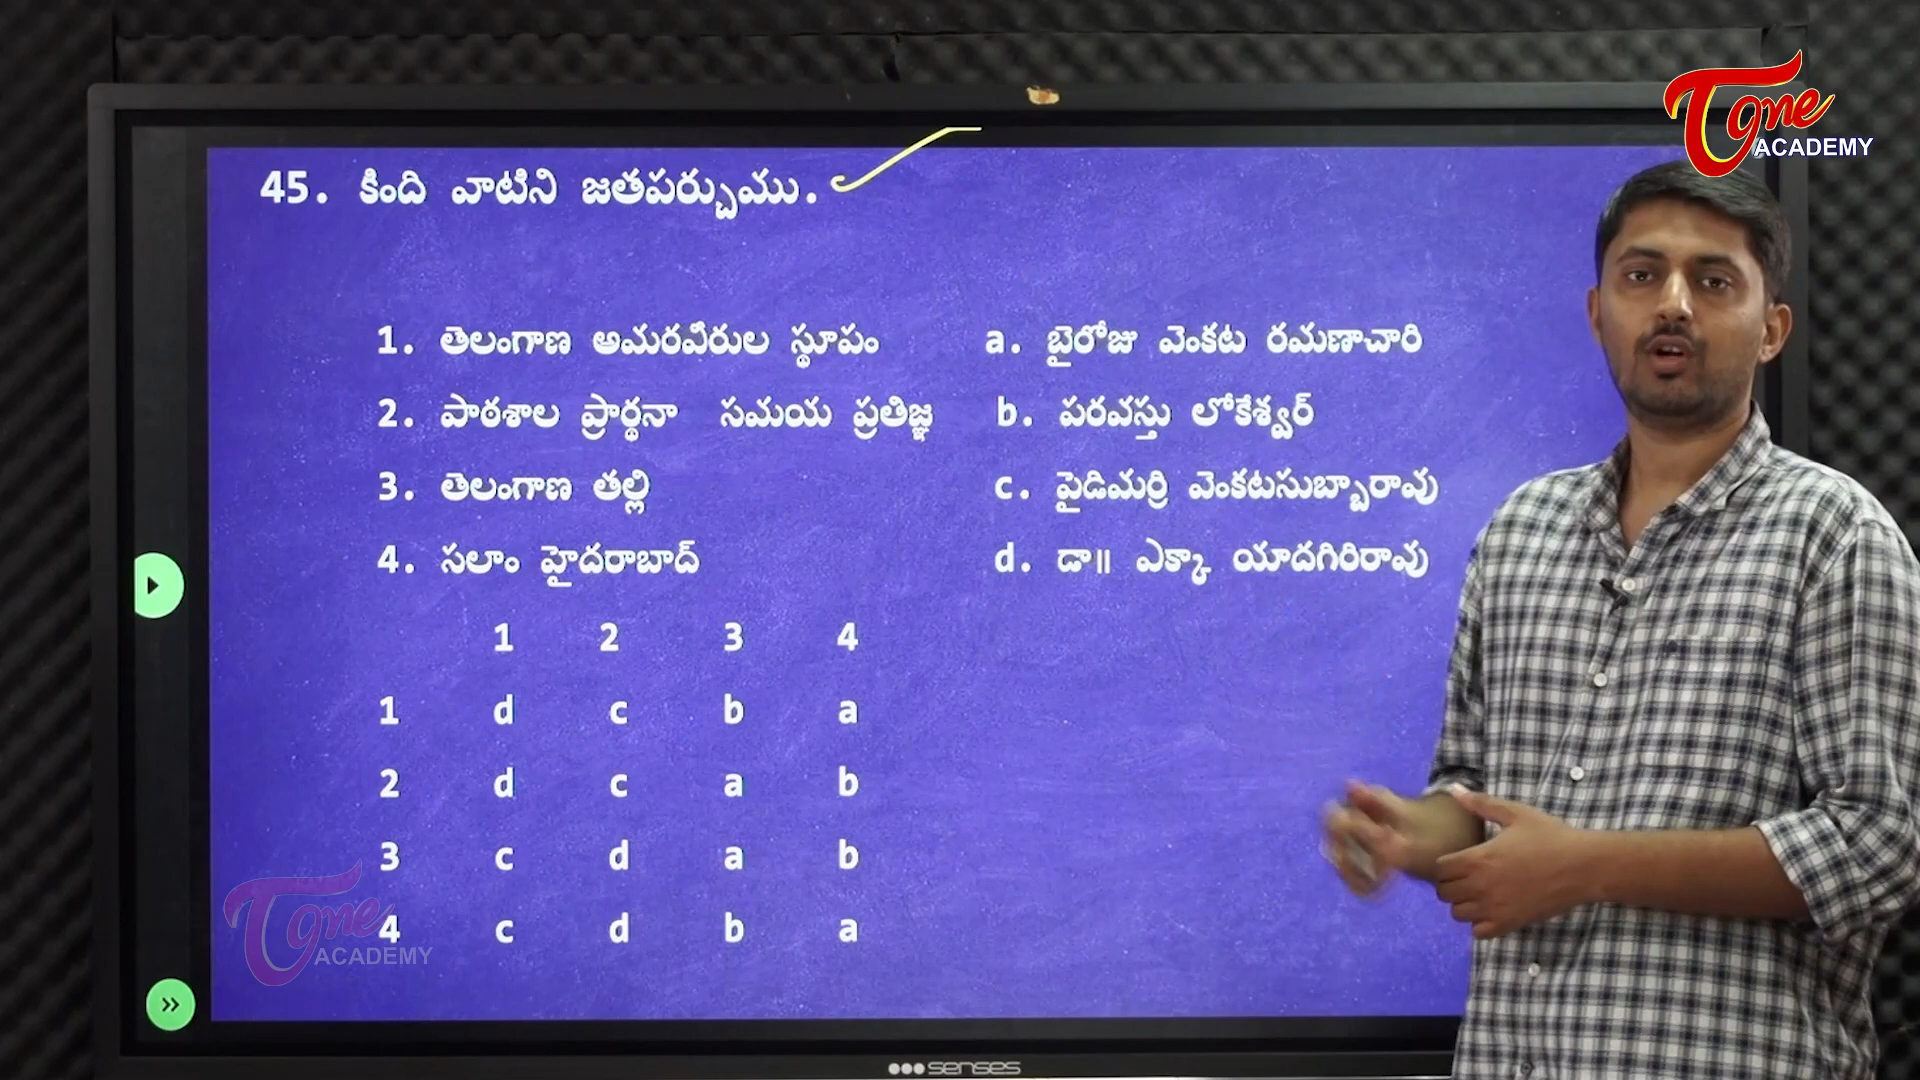 Tone
ACADEMY
45. కింది వాటిని జతపర్చుము.
1. తెలంగాణ అమరవీరుల స్థూపం a. బైరోజు వెంకట రమణాచారి
2. పాఠశాల ప్రార్థనా సమయ ప్రతిజ్ఞ b. పరవస్తు లోకేశ్వర్
3. తెలంగాణ తల్లి c. పైడిమర్రి వెంకటసుబ్బారావు
4. సలాం హైదరాబాద్ d. డా॥ ఎక్కా యాదగిరిరావు
1 2 3 4
1 d c b a
2 d c a b
3 c d a b
4 c d b a
Tone
ACADEMY
senses